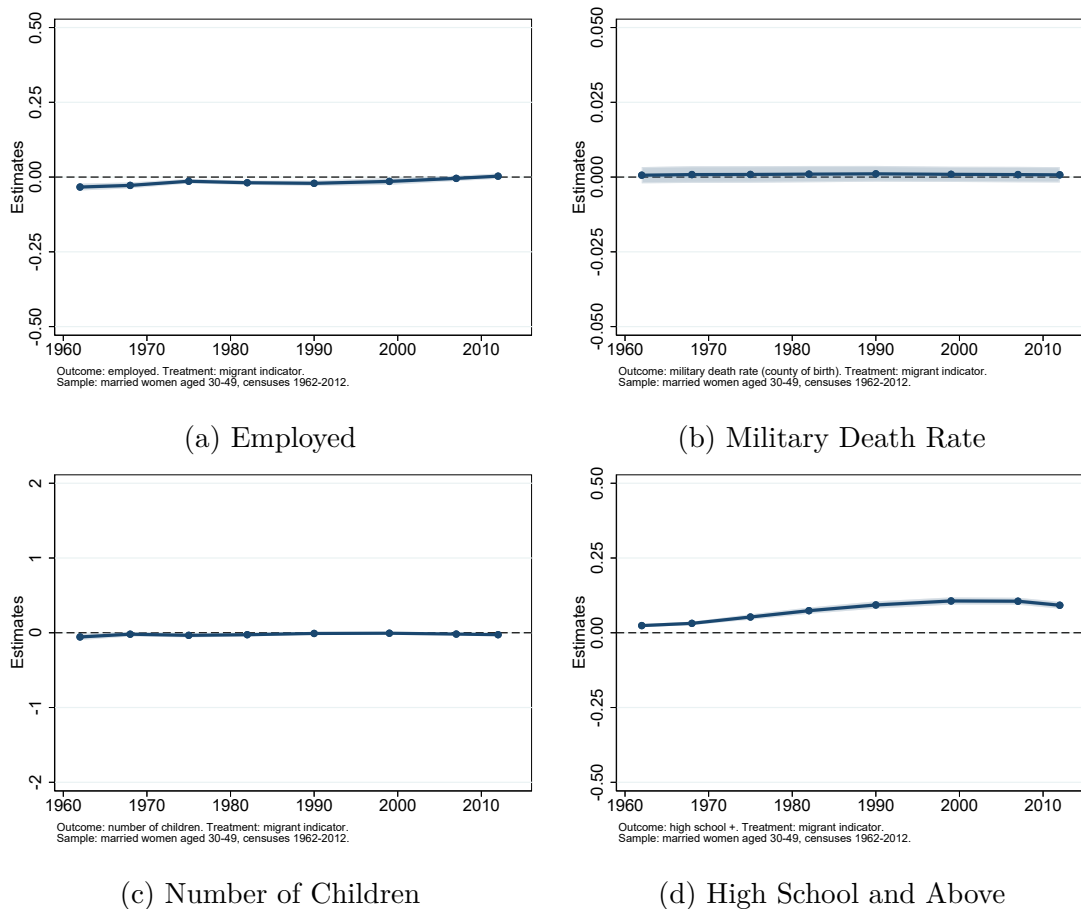 Estimates
0.50
0.25
0.00
-0.25
-0.50
1960 1970 1980 1990 2000 2010
Outcome: employed. Treatment: migrant indicator.
Sample: married women aged 30-49, censuses 1962-2012.
(a) Employed
Estimates
0.050
0.025
0.000
-0.025
-0.050
1960 1970 1980 1990 2000 2010
Outcome: military death rate (county of birth). Treatment: migrant indicator.
Sample: married women aged 30-49, censuses 1962-2012.
(b) Military Death Rate
Estimates
2
1
0
-1
-2
1960 1970 1980 1990 2000 2010
Outcome: number of children. Treatment: migrant indicator.
Sample: married women aged 30-49, censuses 1962-2012.
(c) Number of Children
Estimates
0.50
0.25
0.00
-0.25
-0.50
1960 1970 1980 1990 2000 2010
Outcome: high school +. Treatment: migrant indicator.
Sample: married women aged 30-49, censuses 1962-2012.
(d) High School and Above